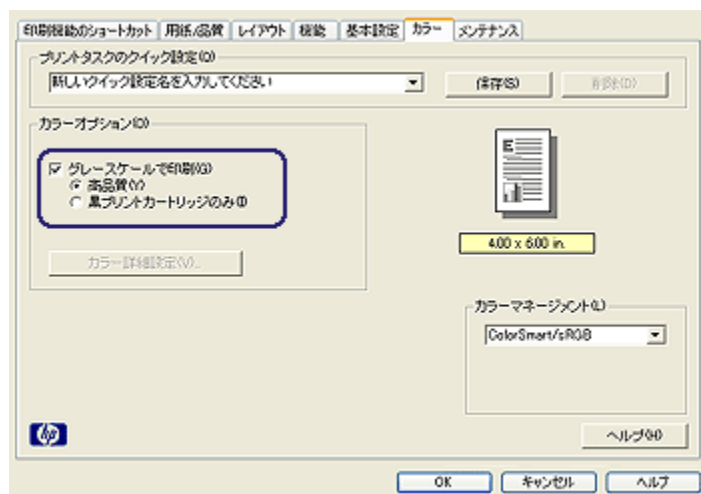 印刷機能のショートカット 用紙/品質 レイアウト 機能 基本設定 カラー メンテナンス
プリントタスクのクイック設定(Q)
新しいクイック設定名を入力してください
保存(S) 削除(D)
カラーオプション(O)
グレースケールで印刷(G)
高品質(Y)
黒プリントカートリッジのみ(I)
カラー詳細設定(V)...
E
4.00 x 6.00 in.
カラーマネージメント(L)
ColorSmart/sRGB
hp
ヘルプ(H)
OK キャンセル ヘルプ